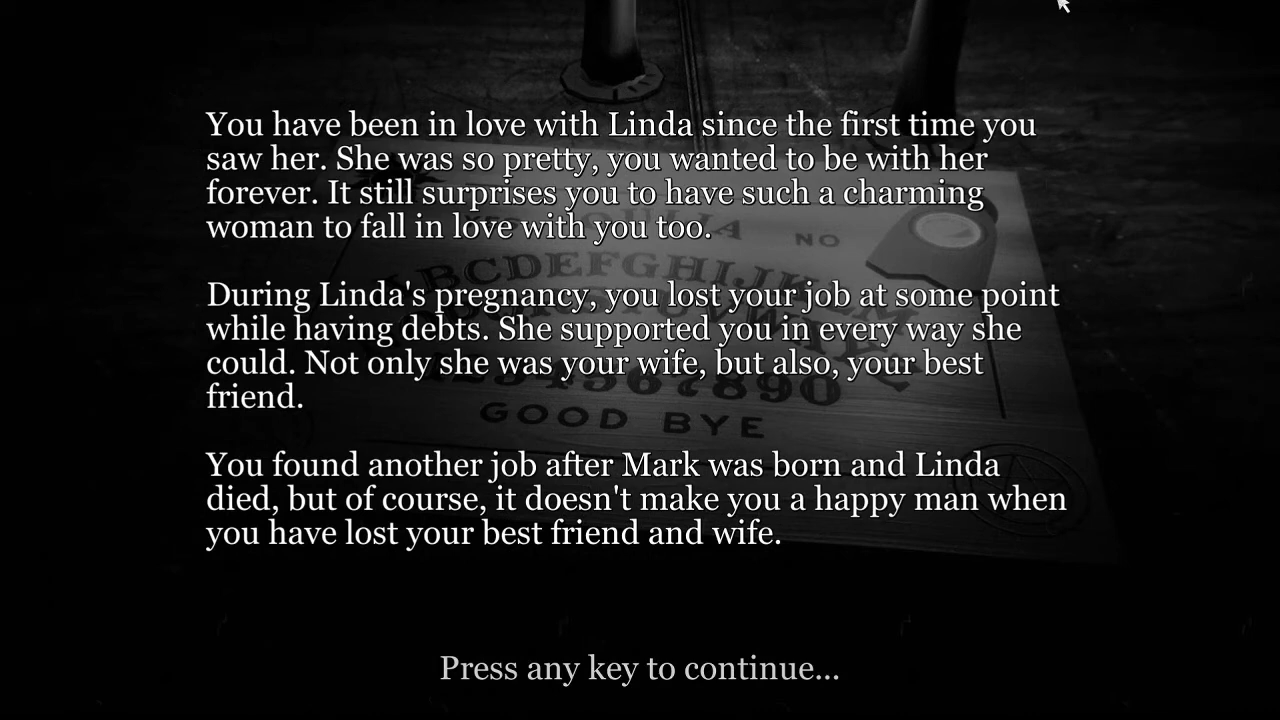 You have been in love with Linda since the first time you
saw her. She was so pretty, you wanted to be with her
forever. It still surprises you to have such a charming
woman to fall in love with you too.
NO
During Linda's pregnancy, you lost your job at some point
while having debts. She supported you in every way she
could. Not only she was your wife, but also, your best
friend.
1234567890
GOOD BYE
You found another job after Mark was born and Linda
died, but of course, it doesn't make you a happy man when
you have lost your best friend and wife.
Press any key to continue...